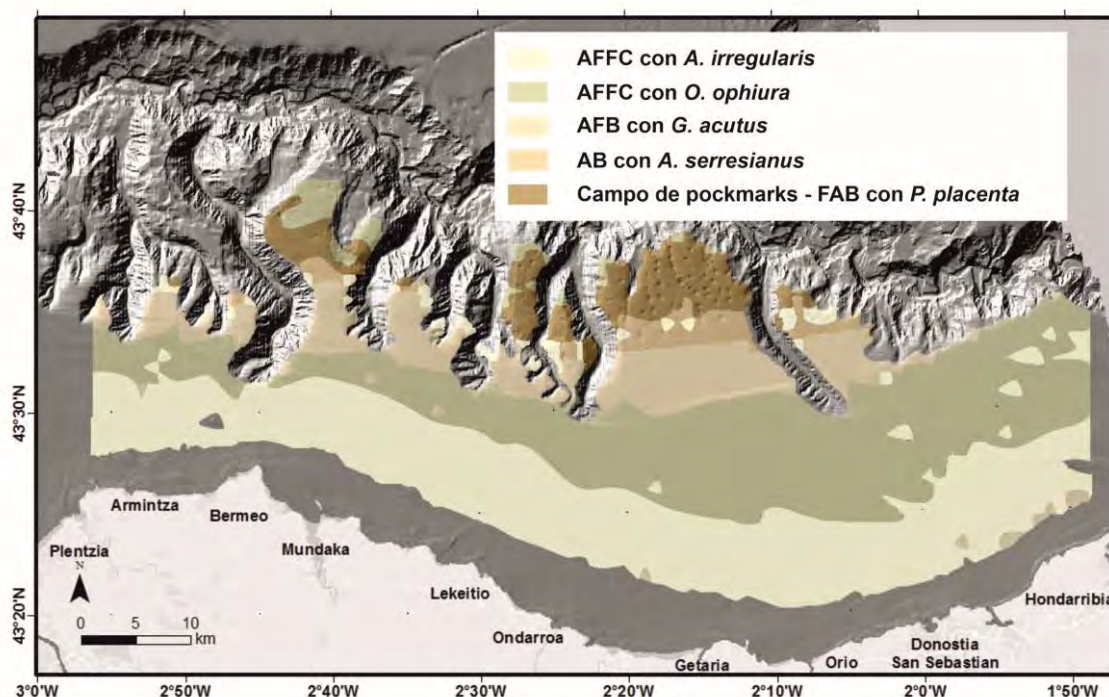 AFFC con A. irregularis
AFFC con O. ophiura
AFB con G. acutus
AB con A. serresianus
Campo de pockmarks - FAB con P. placenta
43°40'N
43°30'N
43°20'N
Armintza
Bermeo
Plentzia
Mundaka
Lekeitio
Ondarroa
Getaria
Orio
Donostia
San Sebastian
Hondarribia
N
0 5 10
km
3°0'W 2°50'W 2°40'W 2°30'W 2°20'W 2°10'W 2°0'W 1°50'W